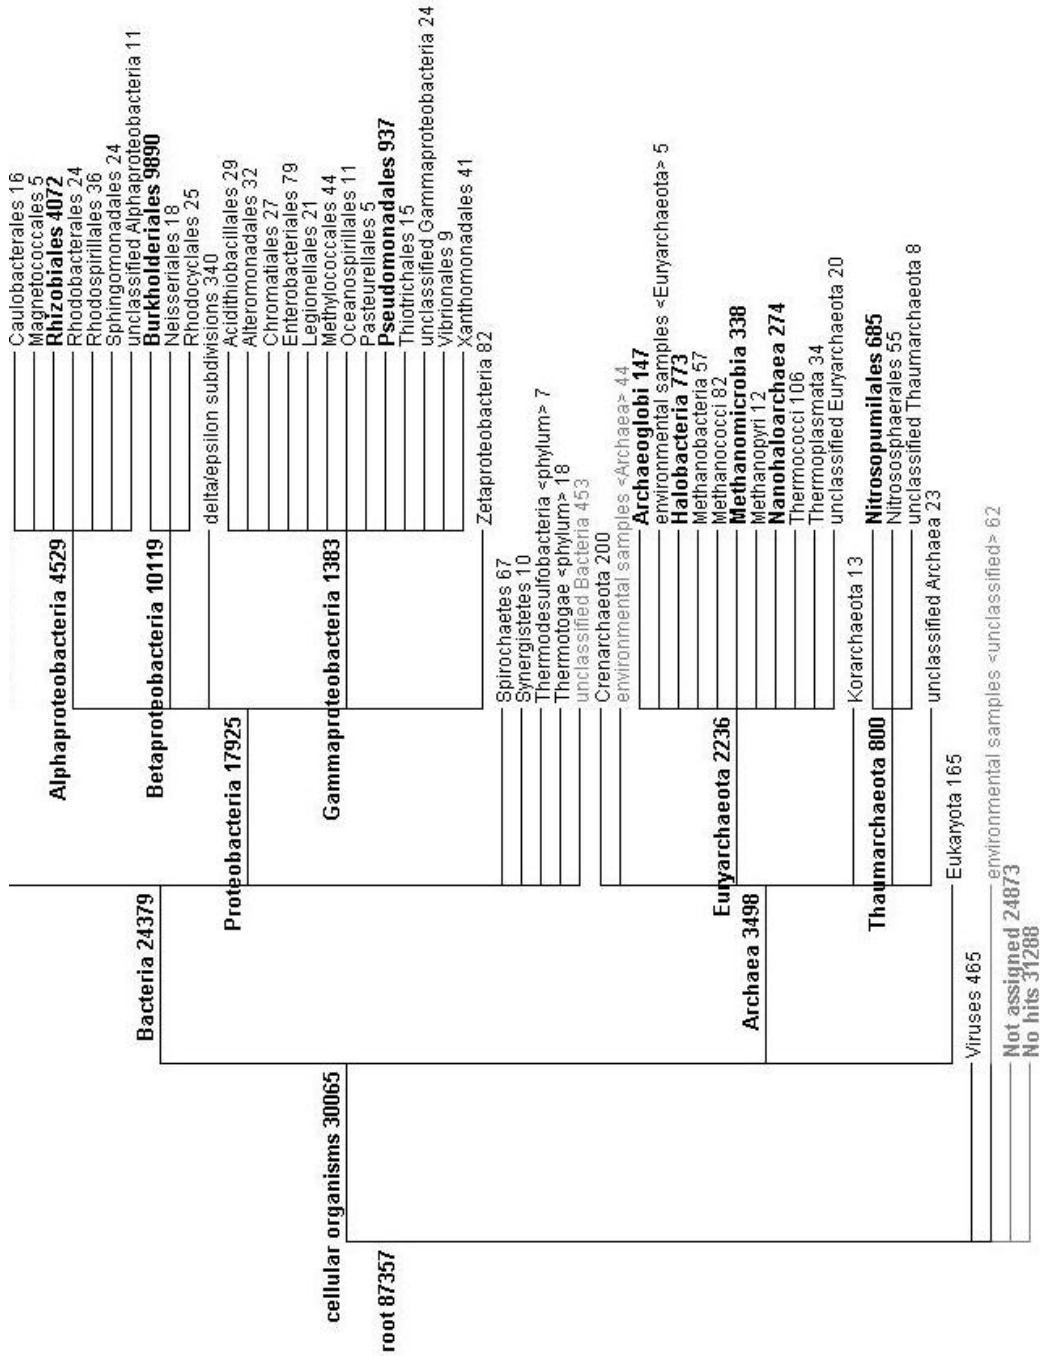 Caulobacterales 16
Magnetococcales 5
Rhizobiales 4072
Rhodobacterales 24
Rhodospirillales 36
Sphingomonadales 24
unclassified Alphaproteobacteria 11
Alphaproteobacteria 4529
Burkholderiales 9890
Neisseriales 18
Rhodocyclales 25
Betaproteobacteria 10119
delta/epsilon subdivisions 340
Proteobacteria 17925
Acidithiobacillales 29
Alteromonadales 32
Chromatiales 27
Enterobacteriales 79
Legionellales 21
Methylococcales 44
Oceanospirillales 11
Pasteurellales 5
Pseudomonadales 937
Thiotrichales 15
unclassified Gammaproteobacteria 24
Vibrionales 9
Xanthomonadales 41
Gammaproteobacteria 1383
Zetaproteobacteria 82
Spirochaetes 67
Synergistetes 10
Thermodesulfobacteria <phylum> 7
Thermotogae <phylum> 18
unclassified Bacteria 453
Bacteria 24379
Crenarchaeota 200
environmental samples <Archaea> 44
Archaeoglobi 147
environmental samples <Euryarchaeota> 5
Halobacteria 773
Methanobacteria 57
Methanococci 82
Methanomicrobia 338
Methanopyri 12
Nanohaloarchaea 274
Thermococci 106
Thermoplasmata 34
unclassified Euryarchaeota 20
Euryarchaeota 2236
Korarchaeota 13
Nitrosopumilales 685
Nitrososphaerales 55
unclassified Thaumarchaeota 8
Thaumarchaeota 800
unclassified Archaea 23
Archaea 3498
Eukaryota 165
cellular organisms 30065
Viruses 465
environmental samples <unclassified> 62
Not assigned 24873
No hits 31288
root 87357